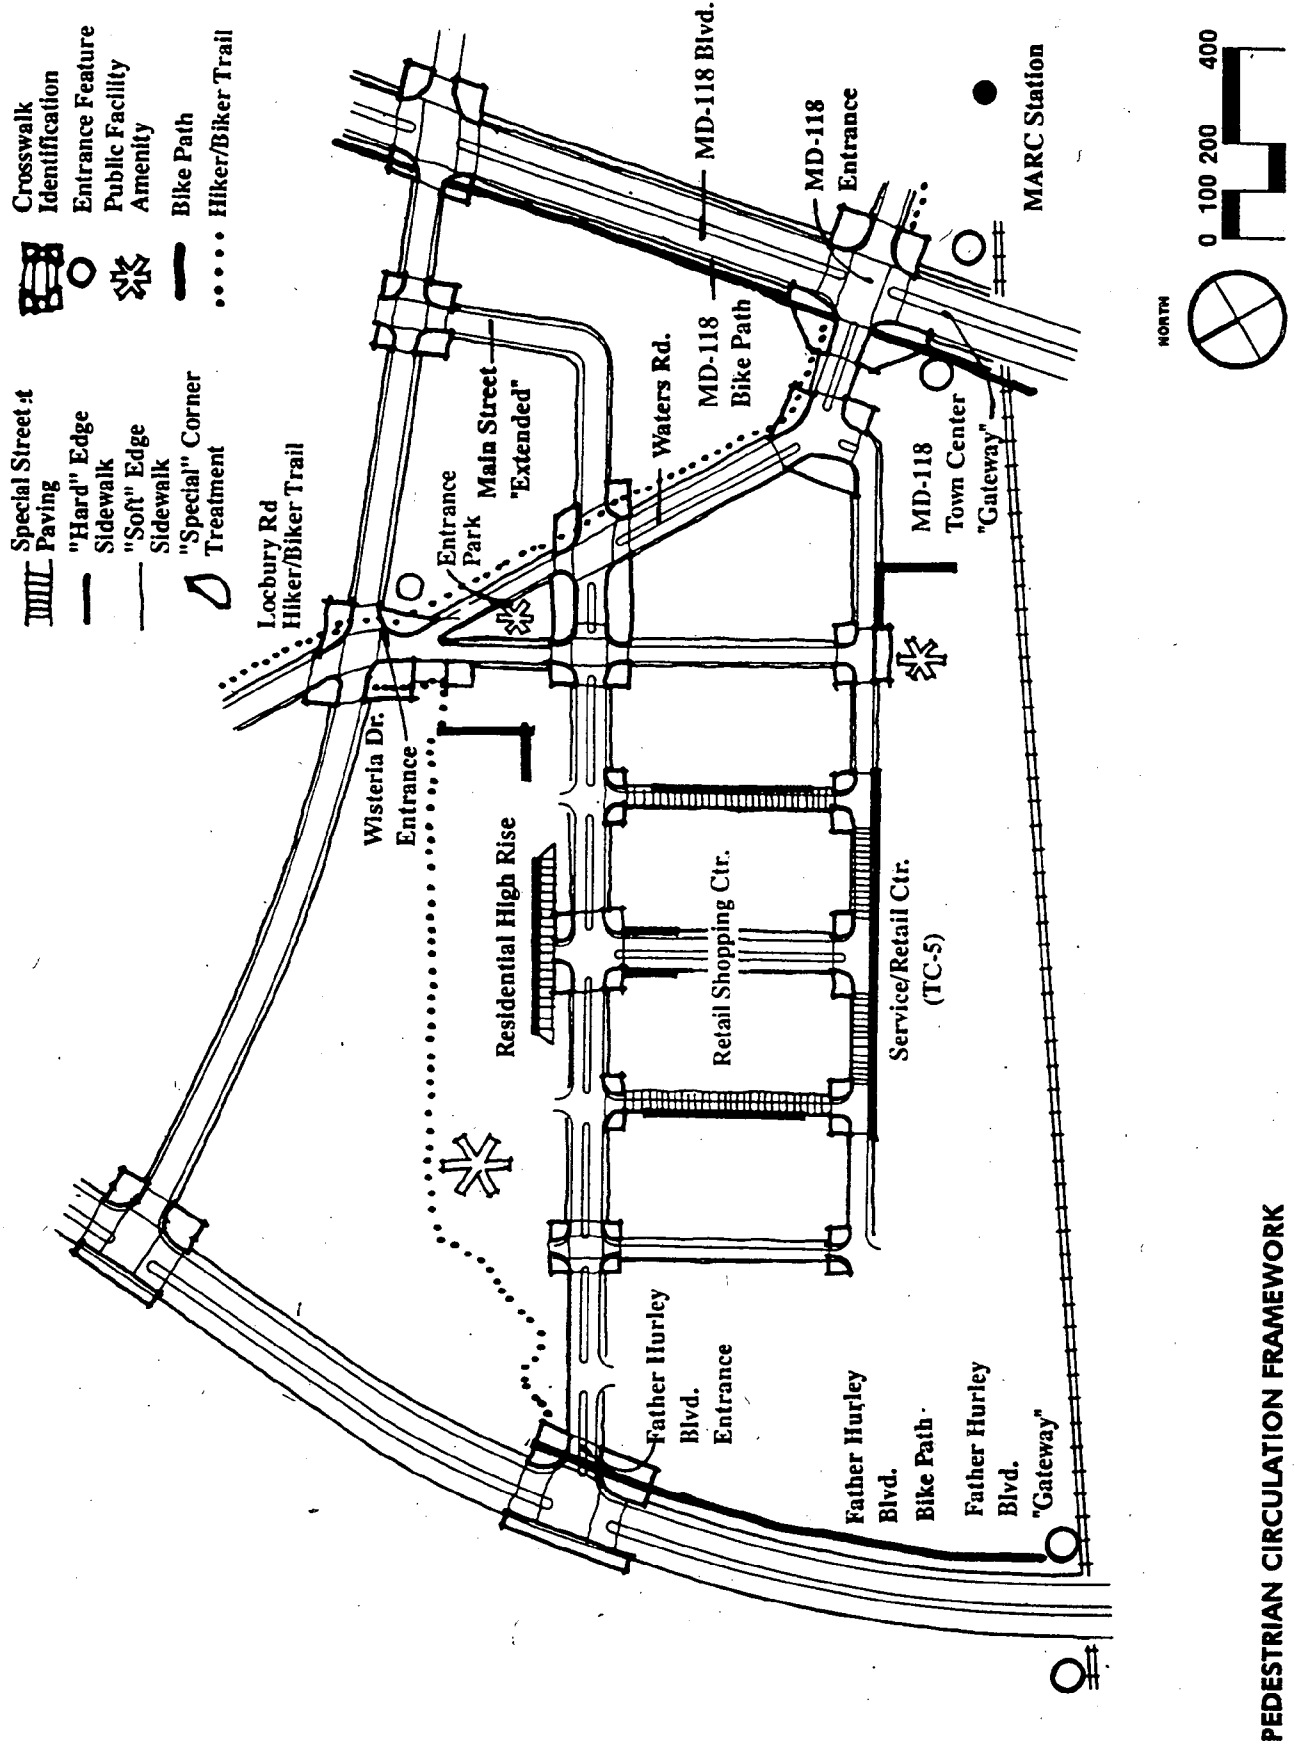 Special Street
Paving
"Hard" Edge
Sidewalk
"Soft" Edge
Sidewalk
"Special" Corner
Treatment
Crosswalk
Identification
Entrance Feature
Public Facility
Amenity
Bike Path
Hiker/Biker Trail
Locbury Rd
Hiker/Biker Trail
Wisteria Dr.
Entrance
Entrance
Park
Main Street
"Extended"
Waters Rd.
MD-118
Bike Path
MD-118 Blvd.
MD-118
Entrance
MARC Station
MD-118
Town Center
"Gateway"
Residential High Rise
Retail Shopping Ctr.
Service/Retail Ctr.
(TC-5)
Father Hurley
Blvd.
Entrance
Father Hurley
Blvd.
Bike Path
Father Hurley
Blvd.
"Gateway"
NORTH
0 100 200 400
PEDESTRIAN CIRCULATION FRAMEWORK